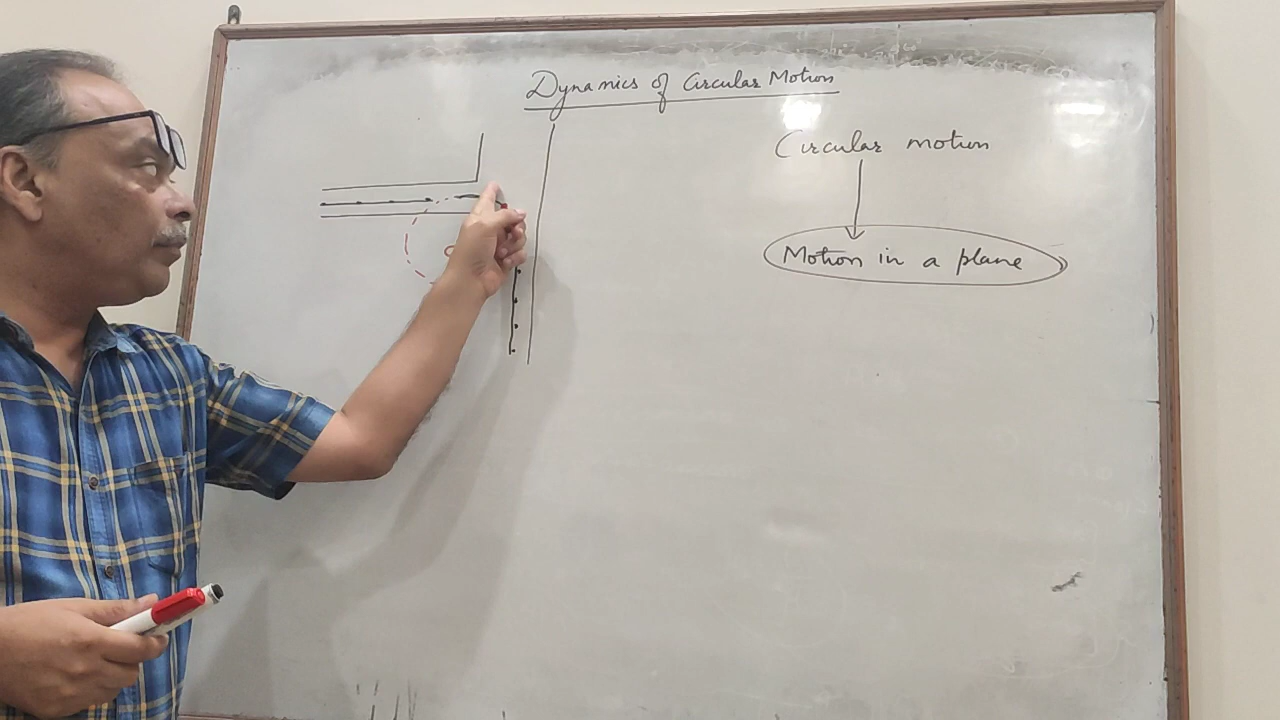 Dynamics of Circular Motion
Circular motion
Motion in a plane